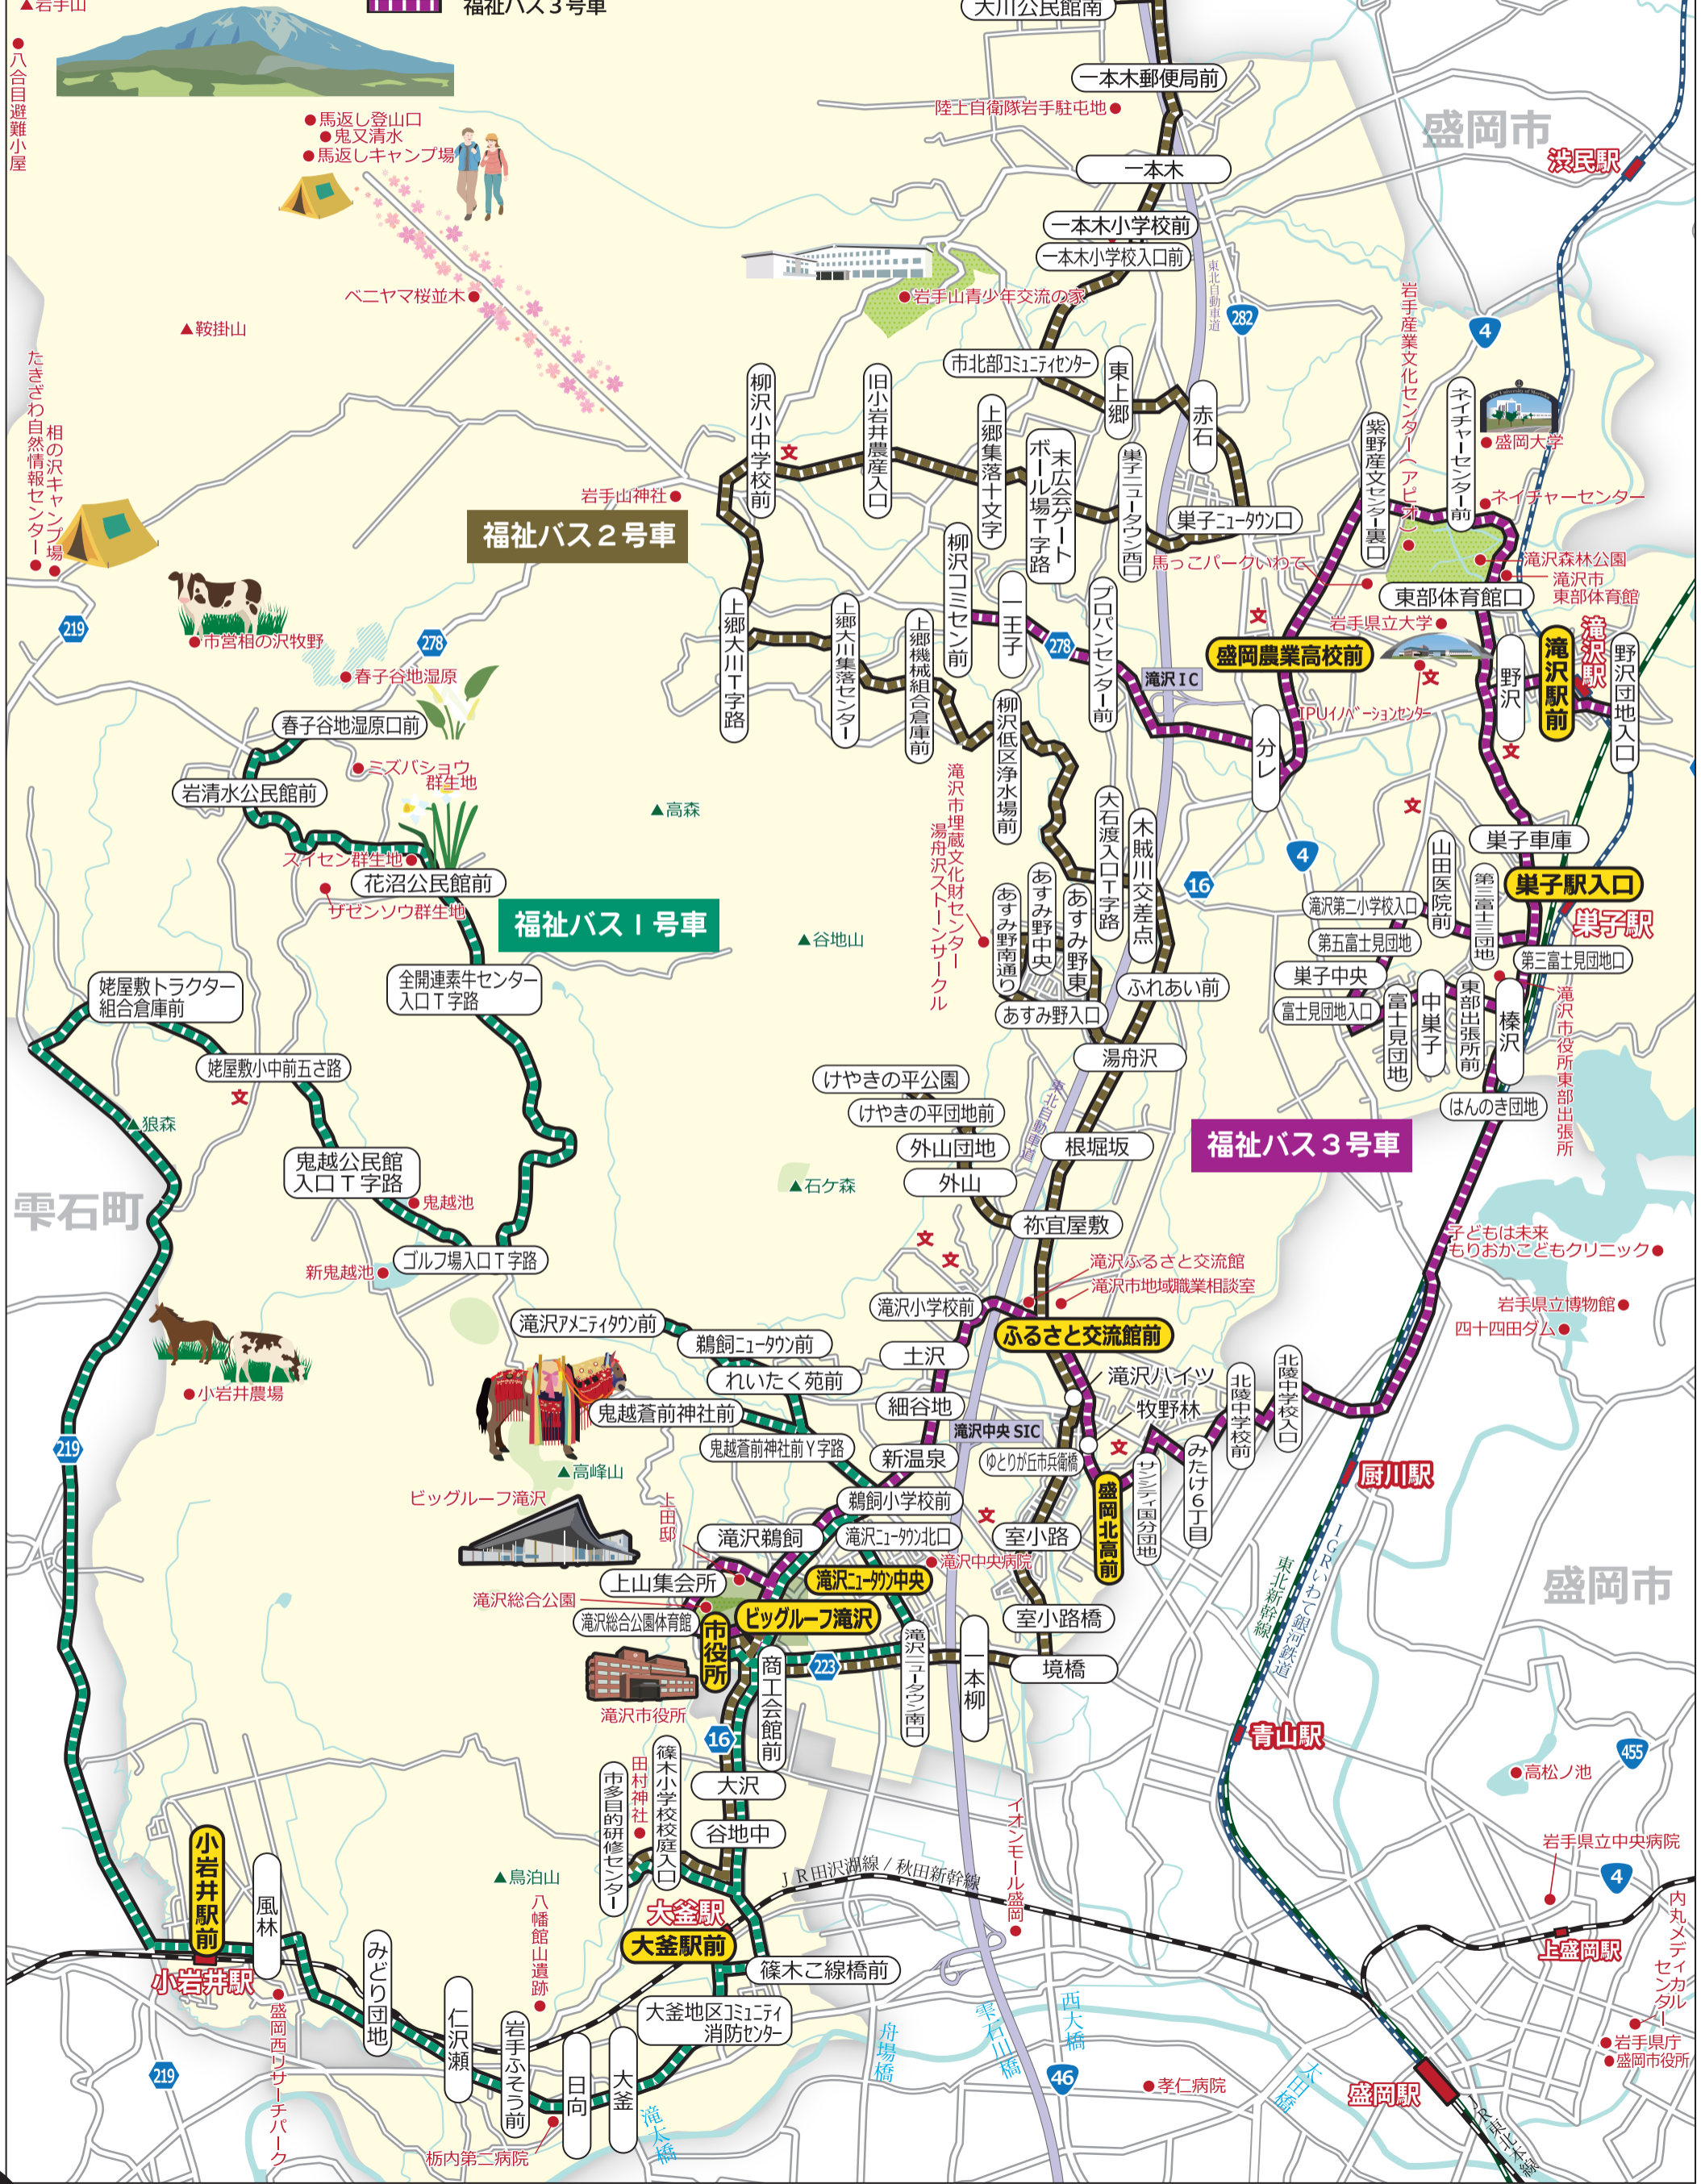 ▲岩手山
福祉バス3号車
大川公民館南
八合目避難小屋
一本木郵便局前
陸上自衛隊岩手駐屯地
馬返し登山口
鬼又清水
馬返しキャンプ場
盛岡市
渋民駅
一本木
一本木小学校前
一本木小学校入口前
東北自動車道
岩手山青少年交流の家
ベニヤマ桜並木
▲鞍掛山
282
4
岩手産業文化センター(アピオ)
たきざわ自然情報センター
相の沢キャンプ場
市北部コミュニティセンター
東上郷
赤石
柳沢小中学校前
文
旧小岩井農産入口
上郷集落十文字
末広会ゲート
ボール場T字路
巣子ニュータウン西口
巣子ニュータウン口
紫野産文センター裏口
ネイチャーセンター前
盛岡大学
ネイチャーセンター
岩手山神社
福祉バス2号車
馬っこパークいわて
滝沢森林公園
滝沢市
東部体育館
東部体育館口
柳沢コミセン前
一王子
278
プロパンセンター前
上郷大川T字路
上郷大川集落センター
上郷機械組合倉庫前
柳沢低区浄水場前
文
岩手県立大学
盛岡農業高校前
文
IPUイノベーションセンター
滝沢IC
分レ
野沢
文
滝沢駅前
滝沢駅
野沢団地入口
219
市営相の沢牧野
278
春子谷地湿原
春子谷地湿原口前
ミズバショウ
群生地
岩清水公民館前
▲高森
スイセン群生地
花沼公民館前
ザゼンソウ群生地
福祉バス1号車
▲谷地山
滝沢市埋蔵文化財センター
湯舟沢ストーンサークル
大石渡入口T字路
木賊川交差点
あすみ野南通り
あすみ野中央
あすみ野東
あすみ野入口
ふれあい前
16
4
文
山田医院前
巣子車庫
巣子駅入口
巣子駅
滝沢第二小学校入口
第五富士見団地
第三富士見団地
第三富士見団地口
巣子中央
富士見団地入口
富士見団地
中巣子
東部出張所前
榛沢
滝沢市役所東部出張所
はんのき団地
姥屋敷トラクター
組合倉庫前
全開連素牛センター
入口T字路
姥屋敷小中前五さ路
文
▲狼森
湯舟沢
けやきの平公園
けやきの平団地前
外山団地
外山
東北自動車道
根堀坂
福祉バス3号車
鬼越公民館
入口T字路
鬼越池
▲石ケ森
雫石町
祢宜屋敷
ゴルフ場入口T字路
新鬼越池
文
文
滝沢ふるさと交流館
滝沢市地域職業相談室
子どもは未来
もりおかこどもクリニック
岩手県立博物館
四十四田ダム
滝沢小学校前
ふるさと交流館前
滝沢アメニティタウン前
鵜飼ニュータウン前
土沢
れいたく苑前
滝沢ハイツ
北陵中学校前
北陵中学校入口
小岩井農場
鬼越蒼前神社前
細谷地
牧野林
滝沢中央SIC
219
鬼越蒼前神社前Y字路
新温泉
ゆとりが丘市兵衛橋
文
サンシティ国分団地
みたけ6丁目
厨川駅
▲高峰山
ビッグルーフ滝沢
上田邸
鵜飼小学校前
文
盛岡北高前
滝沢鵜飼
滝沢ニュータウン北口
室小路
滝沢中央病院
IGRいわて銀河鉄道
東北新幹線
上山集会所
滝沢ニュータウン中央
滝沢総合公園
滝沢総合公園体育館
ビッグルーフ滝沢
室小路橋
盛岡市
市役所
商工会館前
223
滝沢ニュータウン南口
一本柳
境橋
滝沢市役所
16
青山駅
455
高松ノ池
市多目的研修センター
田村神社
篠木小学校校庭入口
大沢
谷地中
イオンモール盛岡
小岩井駅前
風林
▲鳥泊山
JR田沢湖線/秋田新幹線
岩手県立中央病院
4
八幡館山遺跡
大釜駅
大釜駅前
上盛岡駅
内丸メディカル
センター
小岩井駅
みどり団地
篠木こ線橋前
盛岡西リサーチパーク
仁沢瀬
岩手ふそう前
大釜地区コミュニティ
消防センター
舟場橋
雫石川橋
西大橋
岩手県庁
盛岡市役所
219
日向
大釜
46
孝仁病院
太田橋
盛岡駅
栃内第二病院
滝太橋
JR東北本線